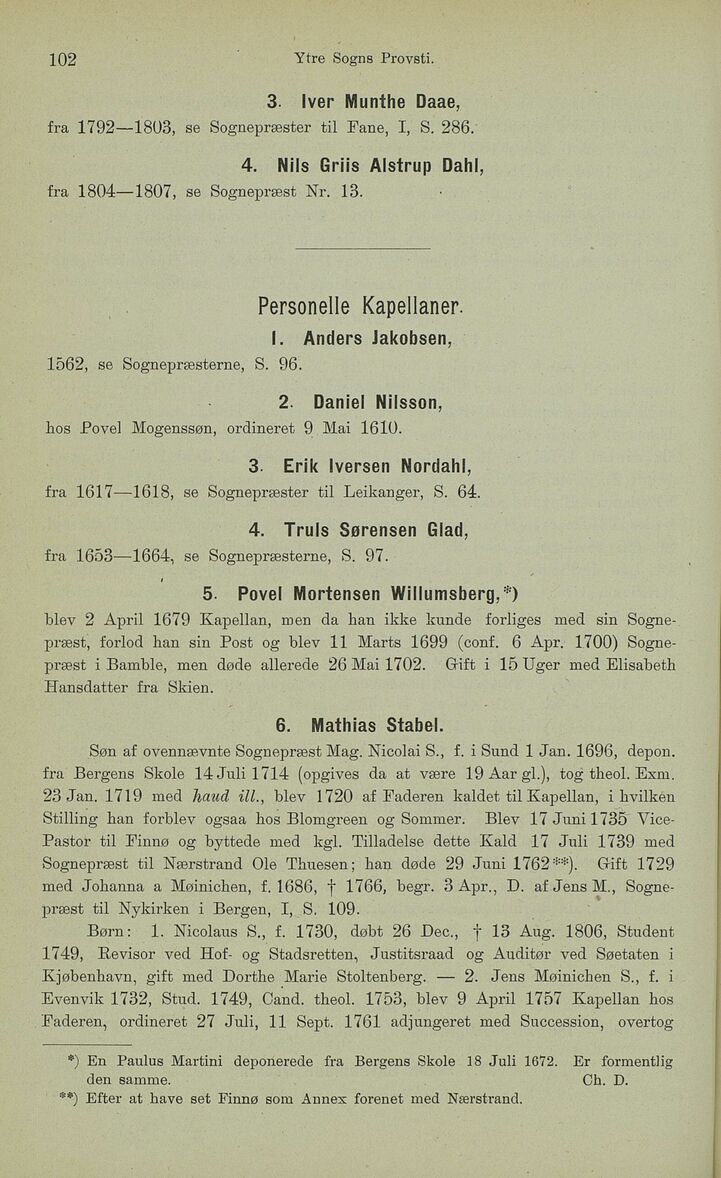 102
Ytre Sogns Provsti.
3. Iver Munthe Daae,
fra 1792—1803, se Sognepræster til Fane, I, S. 286.
4. Nils Griis Alstrup Dahl,
fra 1804—1807, se Sognepræst Nr. 13.
Personelle Kapellaner.
1. Anders Jakobsen,
1562, se Sognepræsterne, S. 96.
2. Daniel Nilsson,
hos Povel Mogenssøn, ordineret 9 Mai 1610.
3. Erik Iversen Nordahl,
fra 1617—1618, se Sognepræster til Leikanger, S. 64.
4. Truls Sørensen Glad,
fra 1653—1664, se Sognepræsterne, S. 97.
5. Povel Mortensen Willumsberg,*)
blev 2 April 1679 Kapellan, men da han ikke kunde forliges med sin Sogne-
præst, forlod han sin Post og blev 11 Marts 1699 (conf. 6 Apr. 1700) Sogne-
præst i Bamble, men døde allerede 26 Mai 1702. Gift i 15 Uger med Elisabeth
Hansdatter fra Skien.
6. Mathias Stabel.
Søn af ovennævnte Sognepræst Mag. Nicolai S., f. i Sund 1 Jan. 1696, depon.
fra Bergens Skole 14 Juli 1714 (opgives da at være 19 Aar gl.), tog theol. Exm.
23 Jan. 1719 med haud ill., blev 1720 af Faderen kaldet til Kapellan, i hvilken
Stilling han forblev ogsaa hos Blomgreen og Sommer. Blev 17 Juni 1735 Vice-
Pastor til Finnø og byttede med kgl. Tilladelse dette Kald 17 Juli 1739 med
Sognepræst til Nærstrand Ole Thuesen; han døde 29 Juni 1762**). Gift 1729
med Johanna a Møinichen, f. 1686, † 1766, begr. 3 Apr., D. af Jens M., Sogne-
præst til Nykirken i Bergen, I, S. 109.
Børn: 1. Nicolaus S., f. 1730, døbt 26 Dec., † 13 Aug. 1806, Student
1749, Revisor ved Hof- og Stadsretten, Justitsraad og Auditør ved Søetaten i
Kjøbenhavn, gift med Dorthe Marie Stoltenberg. — 2. Jens Møinichen S., f. i
Evenvik 1732, Stud. 1749, Cand. theol. 1753, blev 9 April 1757 Kapellan hos
Faderen, ordineret 27 Juli, 11 Sept. 1761 adjungeret med Succession, overtog
*) En Paulus Martini deponerede fra Bergens Skole 18 Juli 1672. Er formentlig
den samme. Ch. D.
**) Efter at have set Finnø som Annex forenet med Nærstrand.